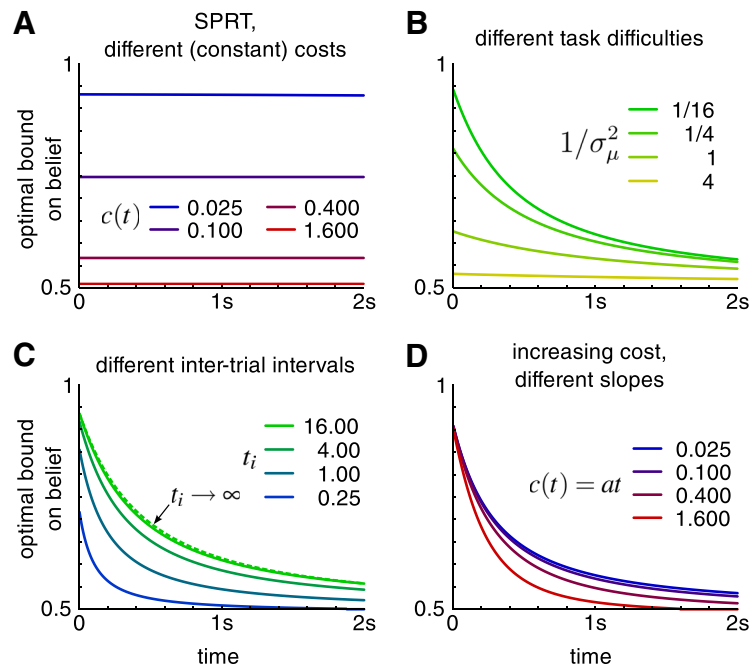 A
SPRT,
different (constant) costs
1
optimal bound
on belief
c(t)
0.025
0.100
0.400
1.600
0.5
0
1s
2s
B
different task difficulties
1
1/σ²μ
1/16
1/4
1
4
0.5
0
1s
2s
C
different inter-trial intervals
1
optimal bound
on belief
tᵢ
16.00
4.00
1.00
0.25
tᵢ → ∞
0.5
0
1s
2s
time
D
increasing cost,
different slopes
1
c(t) = at
0.025
0.100
0.400
1.600
0.5
0
1s
2s
time